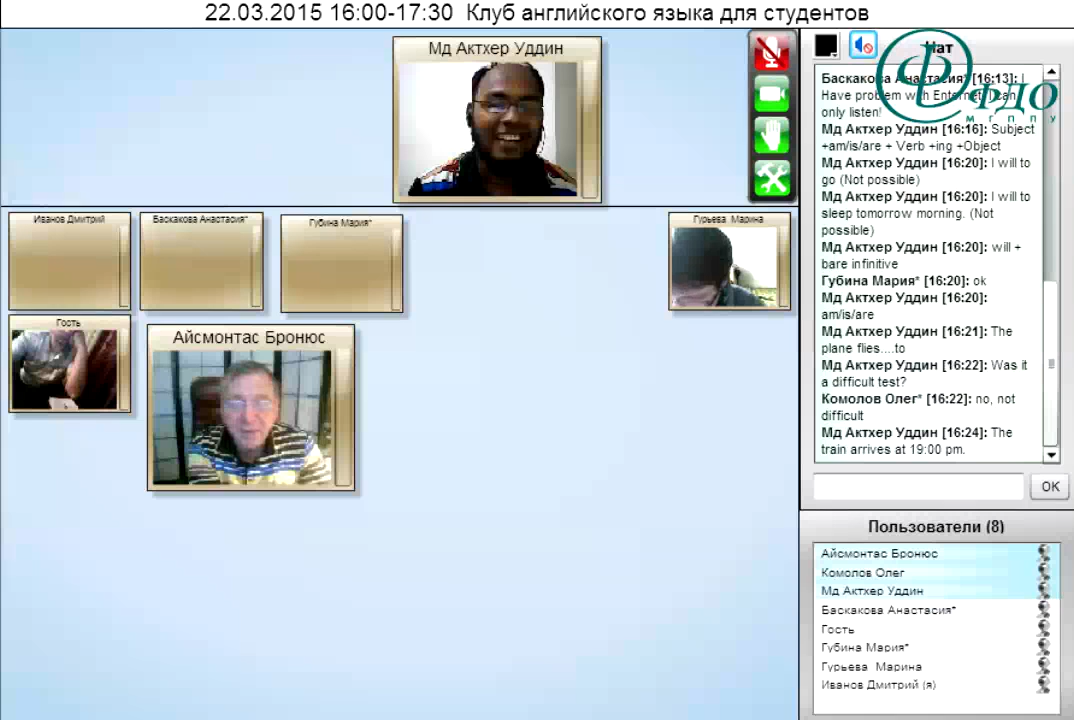 22.03.2015 16:00-17:30 Клуб английского языка для студентов
Мд Актхер Уддин
Иванов Дмитрий
Баскакова Анастасия*
Губина Мария*
Гурьева Марина
Гость
Айсмонтас Бронюс
Чат
ФДО
МГППУ
Баскакова Анастасия* [16:13]: I
Have problem with Enternet, I can
only listen!
Мд Актхер Уддин [16:16]: Subject
+am/is/are + Verb +ing +Object
Мд Актхер Уддин [16:20]: I will to
go (Not possible)
Мд Актхер Уддин [16:20]: I will to
sleep tomorrow morning. (Not
possible)
Мд Актхер Уддин [16:20]: will +
bare infinitive
Губина Мария* [16:20]: ok
Мд Актхер Уддин [16:20]:
am/is/are
Мд Актхер Уддин [16:21]: The
plane flies....to
Мд Актхер Уддин [16:22]: Was it
a difficult test?
Комолов Олег* [16:22]: no, not
difficult
Мд Актхер Уддин [16:24]: The
train arrives at 19:00 pm.
OK
Пользователи (8)
Айсмонтас Бронюс
Комолов Олег
Мд Актхер Уддин
Баскакова Анастасия*
Гость
Губина Мария*
Гурьева Марина
Иванов Дмитрий (я)